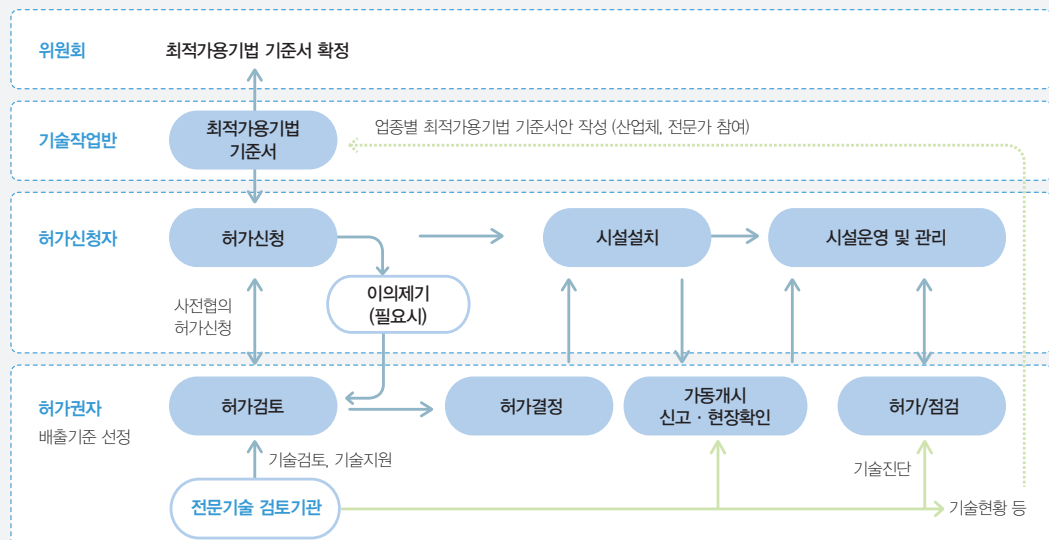 위원회
최적가용기법 기준서 확정
기술작업반
최적가용기법
기준서
업종별 최적가용기법 기준서안 작성 (산업체, 전문가 참여)
허가신청자
허가신청
시설설치
시설운영 및 관리
이의제기
(필요시)
사전협의
허가신청
허가권자
배출기준 선정
허가검토
허가결정
가동개시
신고 · 현장확인
허가/점검
기술검토, 기술지원
기술진단
전문기술 검토기관
기술현황 등